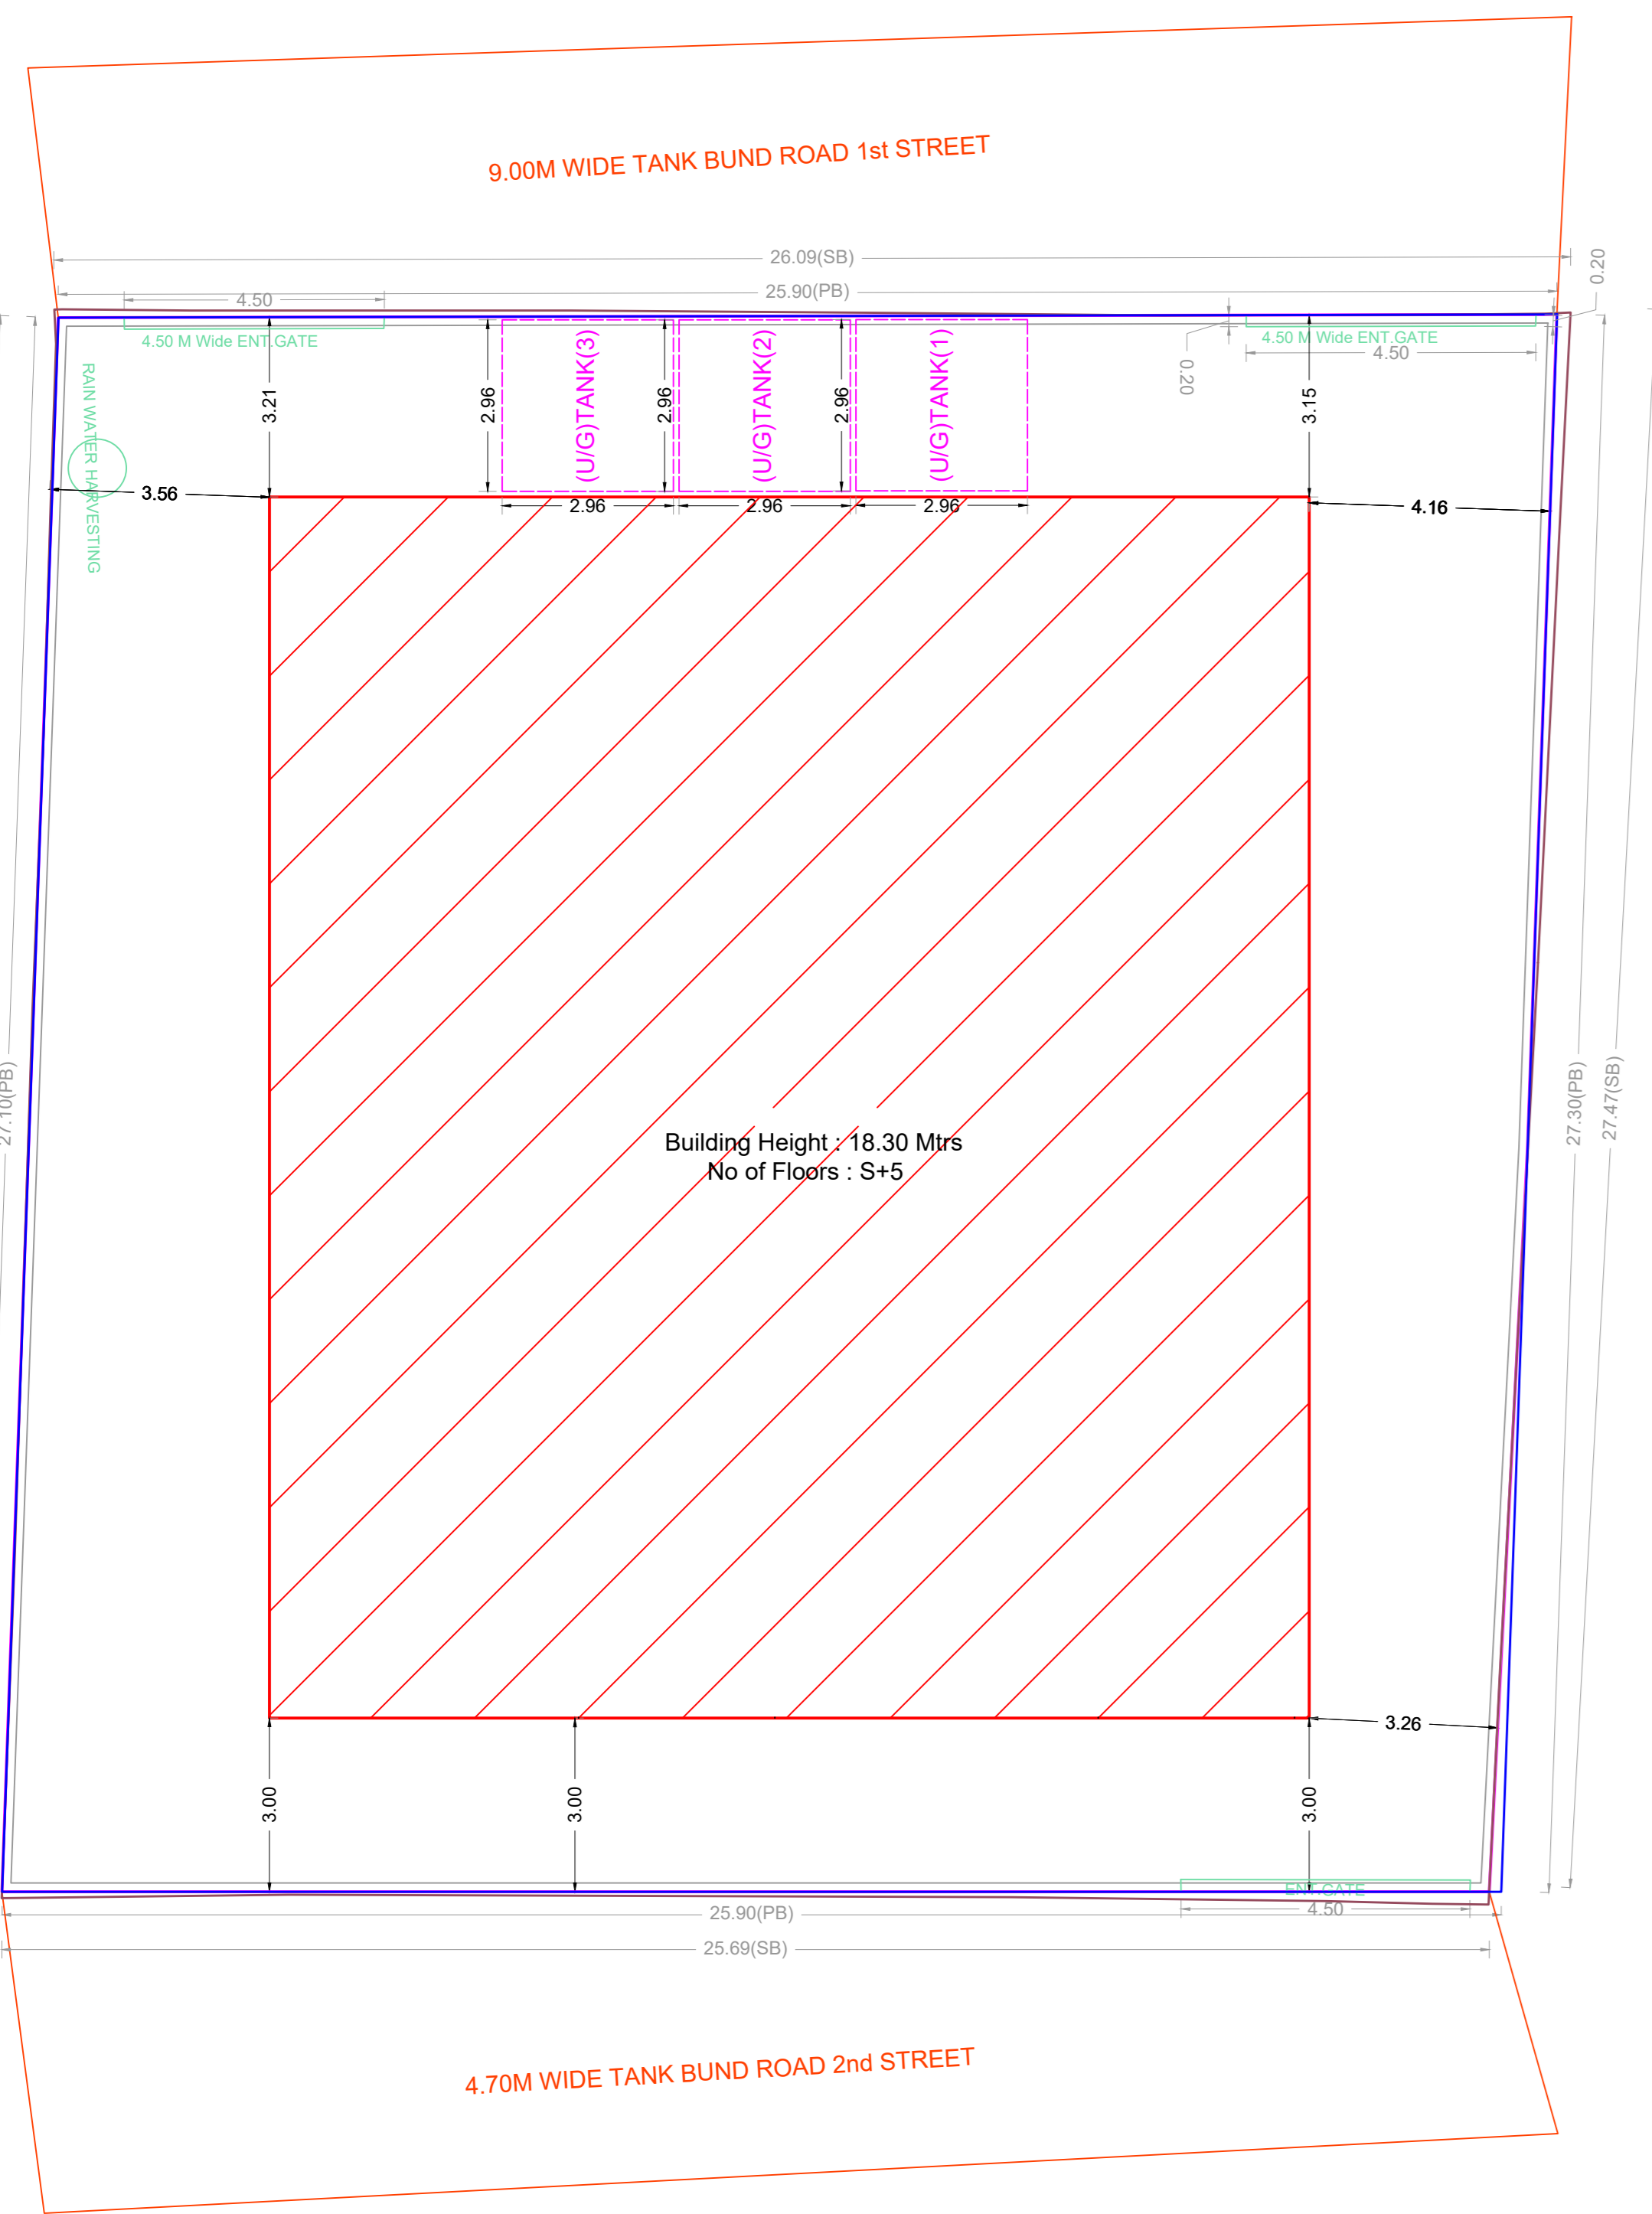 9.00M WIDE TANK BUND ROAD 1st STREET
26.09(SB)
0.20
25.90(PB)
4.50
4.50 M Wide ENT.GATE
4.50 M Wide ENT.GATE
4.50
0.20
RAIN WATER HARVESTING
3.21
2.96
(U/G)TANK(3)
2.96
(U/G)TANK(2)
2.96
(U/G)TANK(1)
3.15
3.56
2.96
2.96
2.96
4.16
27.10(PB)
27.30(PB)
27.47(SB)
Building Height : 18.30 Mtrs
No of Floors : S+5
3.26
3.00
3.00
3.00
ENT.GATE
4.50
25.90(PB)
25.69(SB)
4.70M WIDE TANK BUND ROAD 2nd STREET